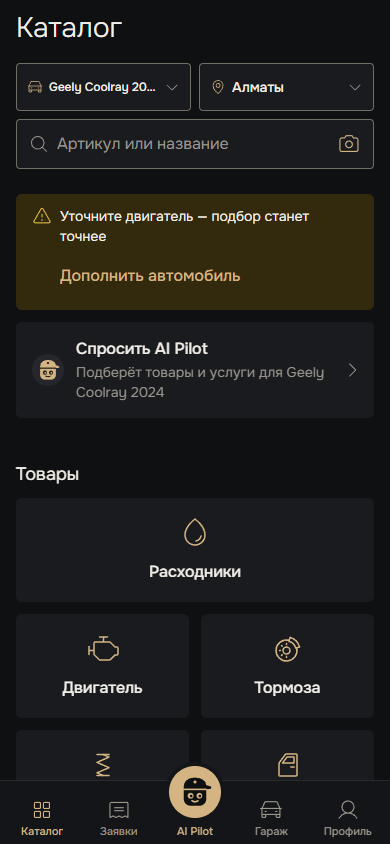 Каталог
Geely Coolray 20...
Алматы
Артикул или название
Уточните двигатель — подбор станет
точнее
Дополнить автомобиль
Спросить AI Pilot
Подберёт товары и услуги для Geely
Coolray 2024
Товары
Расходники
Двигатель
Тормоза
Каталог
Заявки
AI Pilot
Гараж
Профиль